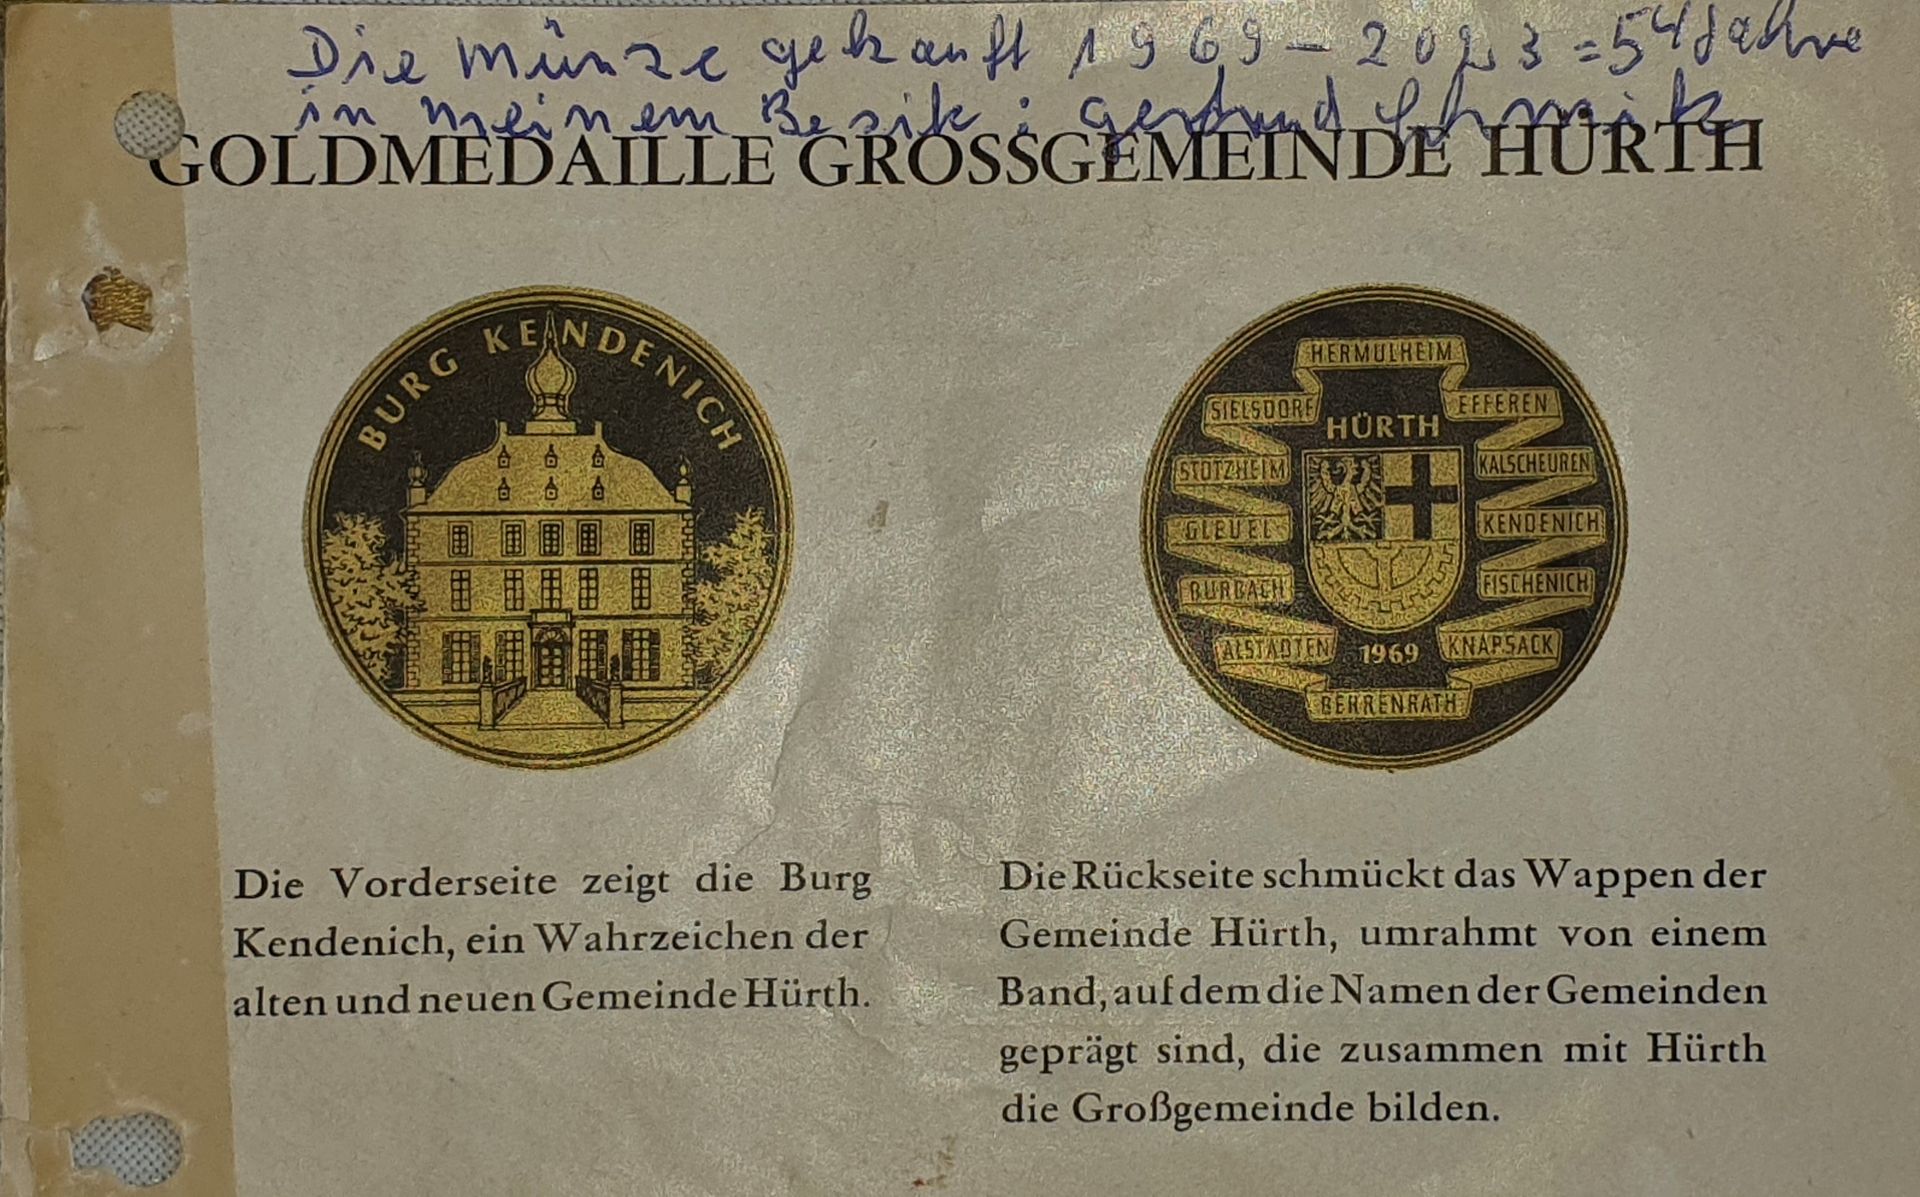 Die Münze gekauft 1969-2023=54 Jahre
in meinem Besitz: gertrud Schmitz
GOLDMEDAILLE GROSSGEMEINDE HÜRTH
BURG KENDENICH
HERMÜLHEIM
SIELSDORF
EFFEREN
HÜRTH
STOTZHEIM
KALSCHEUREN
GLEUEL
KENDENICH
BURBACH
FISCHENICH
ALSTÄDTEN
1969
KNAPSACK
BERRENRATH
Die Vorderseite zeigt die Burg
Kendenich, ein Wahrzeichen der
alten und neuen Gemeinde Hürth.
Die Rückseite schmückt das Wappen der
Gemeinde Hürth, umrahmt von einem
Band, auf dem die Namen der Gemeinden
geprägt sind, die zusammen mit Hürth
die Großgemeinde bilden.